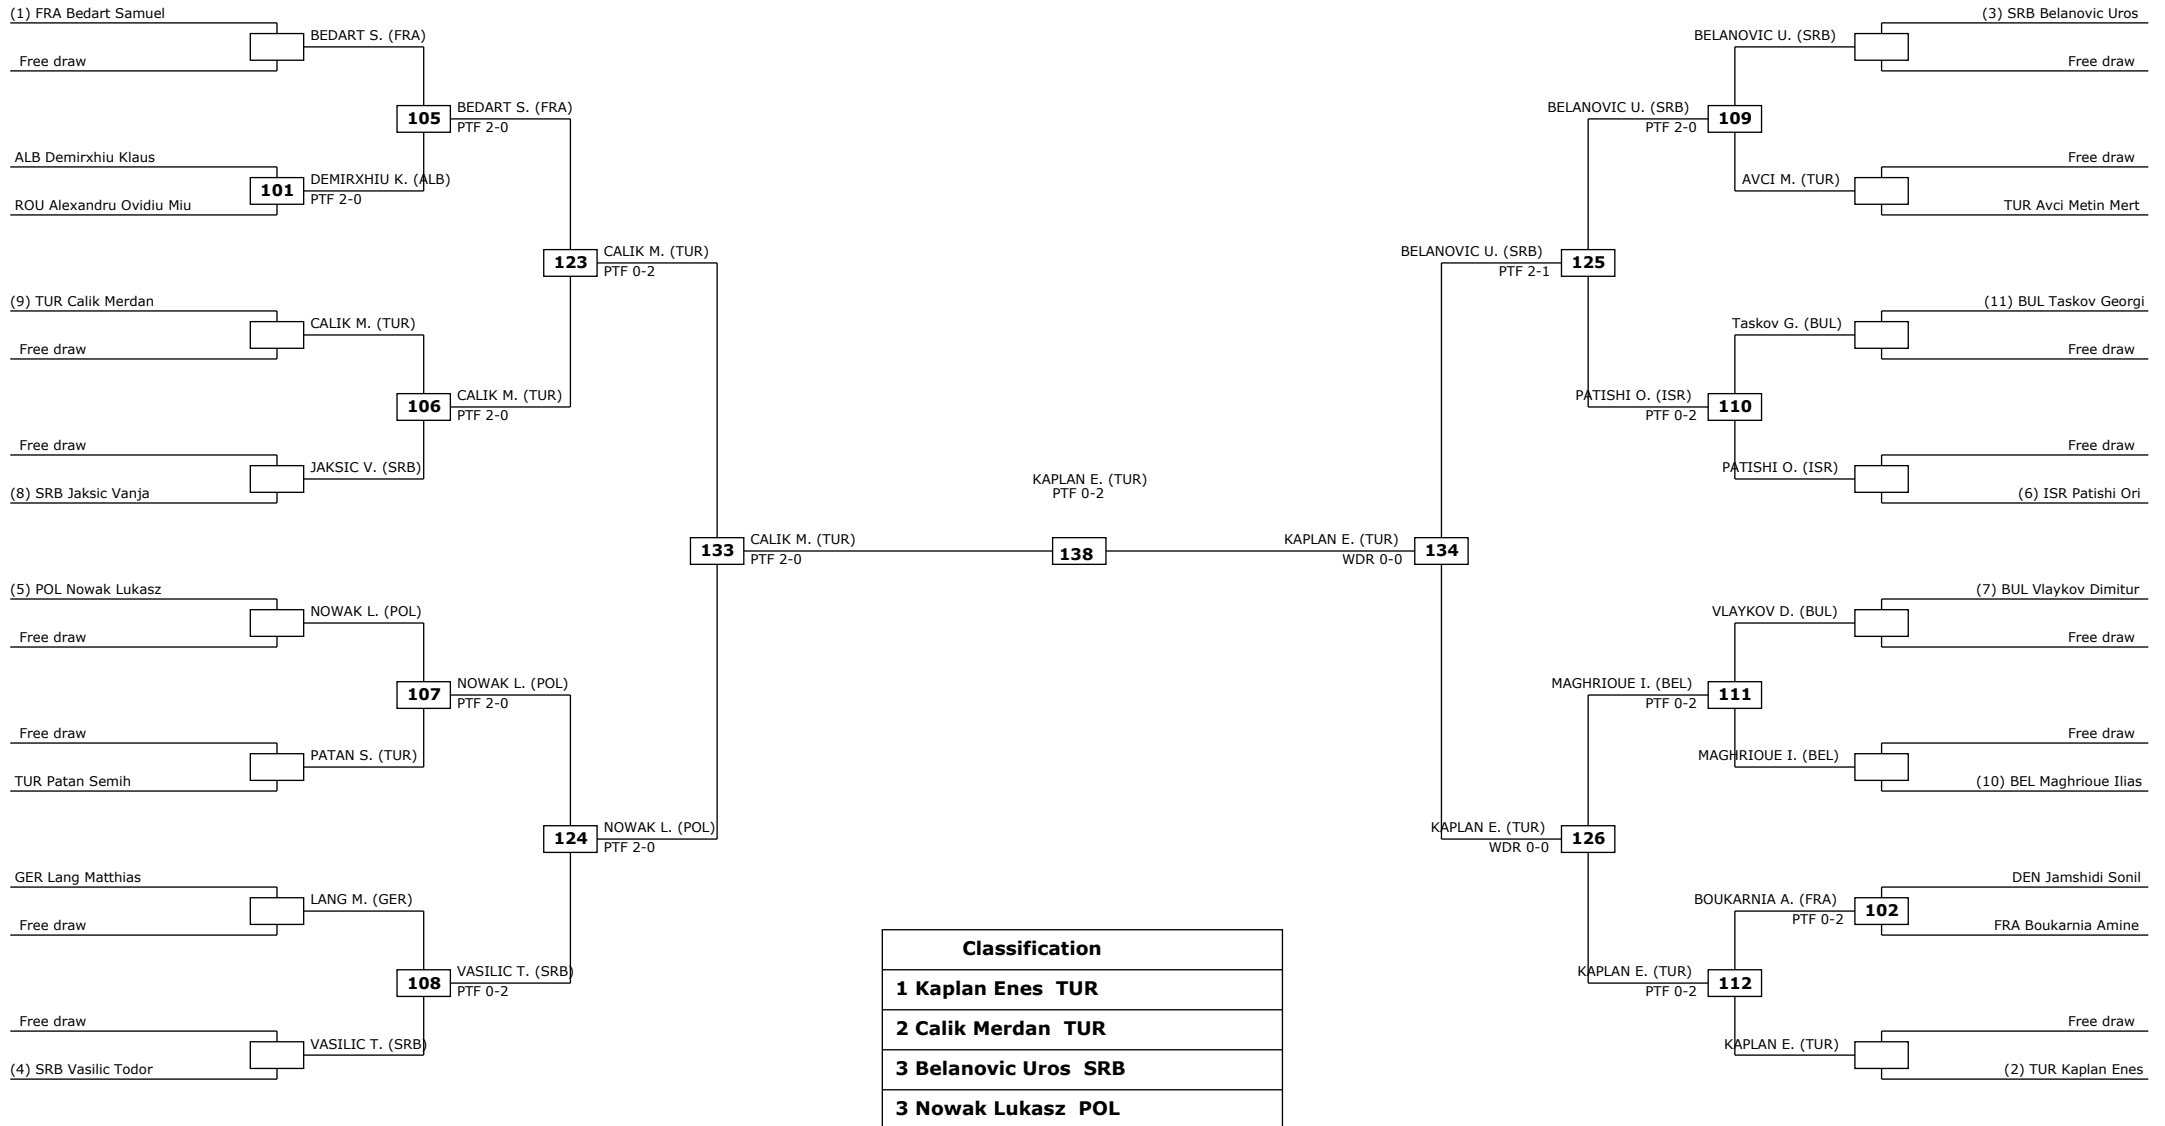 (1) FRA Bedart Samuel
BEDART S. (FRA)
Free draw
105
BEDART S. (FRA)
PTF 2-0
ALB Demirxhiu Klaus
101
DEMIRXHIU K. (ALB)
PTF 2-0
ROU Alexandru Ovidiu Miu
123
CALIK M. (TUR)
PTF 0-2
(9) TUR Calik Merdan
CALIK M. (TUR)
Free draw
106
CALIK M. (TUR)
PTF 2-0
Free draw
JAKSIC V. (SRB)
(8) SRB Jaksic Vanja
133
CALIK M. (TUR)
PTF 2-0
(5) POL Nowak Lukasz
NOWAK L. (POL)
Free draw
107
NOWAK L. (POL)
PTF 2-0
Free draw
PATAN S. (TUR)
TUR Patan Semih
124
NOWAK L. (POL)
PTF 2-0
GER Lang Matthias
LANG M. (GER)
Free draw
108
VASILIC T. (SRB)
PTF 0-2
Free draw
VASILIC T. (SRB)
(4) SRB Vasilic Todor
KAPLAN E. (TUR)
PTF 0-2
138
(3) SRB Belanovic Uros
BELANOVIC U. (SRB)
Free draw
BELANOVIC U. (SRB)
PTF 2-0
109
Free draw
AVCI M. (TUR)
TUR Avci Metin Mert
BELANOVIC U. (SRB)
PTF 2-1
125
(11) BUL Taskov Georgi
Taskov G. (BUL)
Free draw
PATISHI O. (ISR)
PTF 0-2
110
Free draw
PATISHI O. (ISR)
(6) ISR Patishi Ori
KAPLAN E. (TUR)
WDR 0-0
134
(7) BUL Vlaykov Dimitur
VLAYKOV D. (BUL)
Free draw
MAGHRIOUE I. (BEL)
PTF 0-2
111
Free draw
MAGHRIOUE I. (BEL)
(10) BEL Maghrioue Ilias
KAPLAN E. (TUR)
WDR 0-0
126
DEN Jamshidi Sonil
BOUKARNIA A. (FRA)
PTF 0-2
102
FRA Boukarnia Amine
KAPLAN E. (TUR)
PTF 0-2
112
Free draw
KAPLAN E. (TUR)
(2) TUR Kaplan Enes
Classification
1 Kaplan Enes TUR
2 Calik Merdan TUR
3 Belanovic Uros SRB
3 Nowak Lukasz POL